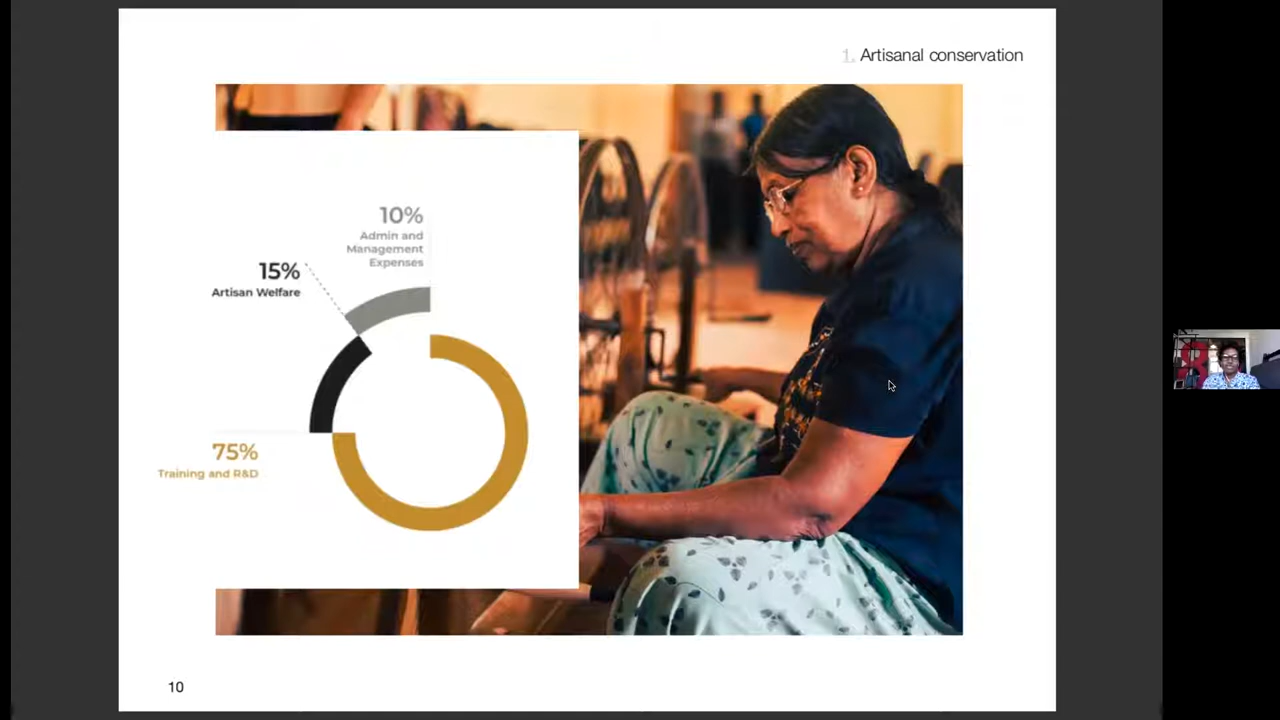 1. Artisanal conservation
10%
Admin and
Management
Expenses
15%
Artisan Welfare
75%
Training and R&D
10